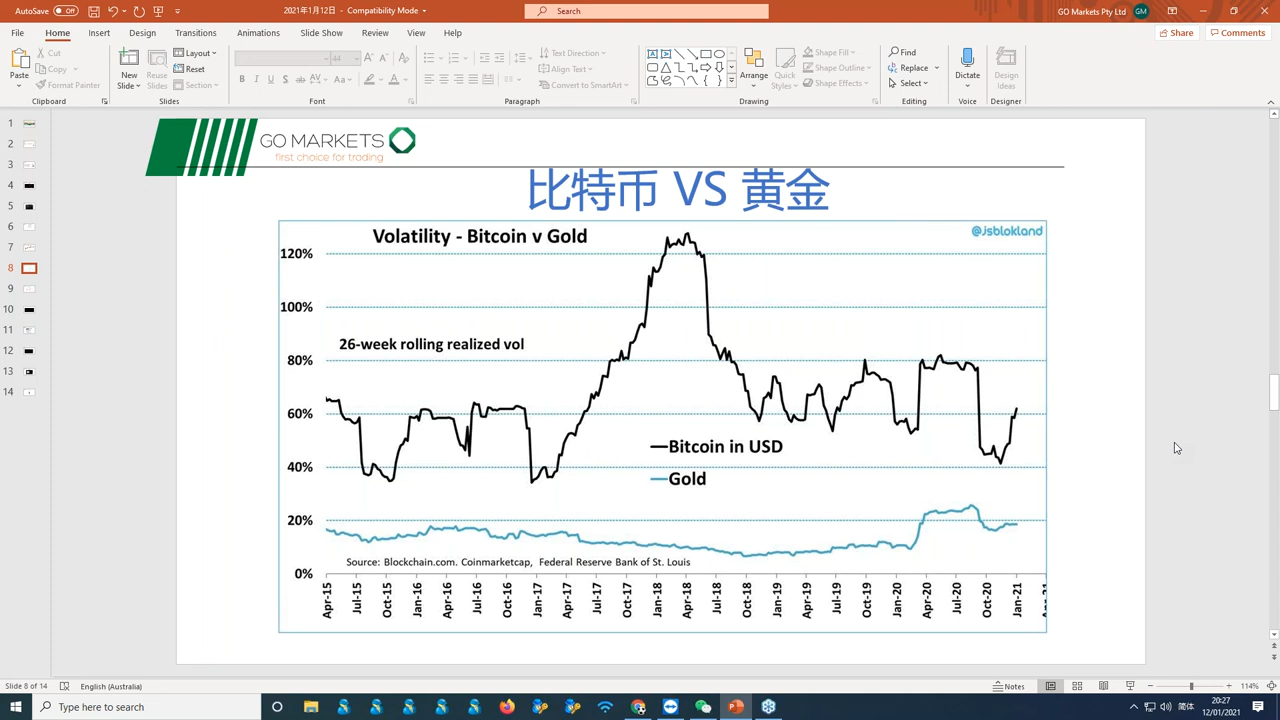 AutoSave
Off
2021年1月12日 - Compatibility Mode
Search
GO Markets Pty Ltd
GM
File
Home
Insert
Design
Transitions
Animations
Slide Show
Review
View
Help
Share
Comments
Paste
Cut
Copy
Format Painter
New
Slide
Reuse
Slides
Layout
Reset
Section
44
Text Direction
Align Text
Convert to SmartArt
Arrange
Quick
Styles
Shape Fill
Shape Outline
Shape Effects
Find
Replace
Select
Dictate
Design
Ideas
Clipboard
Slides
Font
Paragraph
Drawing
Editing
Voice
Designer
1
2
3
4
5
6
7
8
9
10
11
12
13
14
GO MARKETS
first choice for trading
比特币 VS 黄金
Volatility - Bitcoin v Gold
@jsblokland
120%
100%
26-week rolling realized vol
80%
60%
Bitcoin in USD
40%
Gold
20%
Source: Blockchain.com. Coinmarketcap, Federal Reserve Bank of St. Louis
0%
Apr-15
Jul-15
Oct-15
Jan-16
Apr-16
Jul-16
Oct-16
Jan-17
Apr-17
Jul-17
Oct-17
Jan-18
Apr-18
Jul-18
Oct-18
Jan-19
Apr-19
Jul-19
Oct-19
Jan-20
Apr-20
Jul-20
Oct-20
Jan-21
Slide 8 of 14
English (Australia)
Notes
114%
Type here to search
英
简体
20:27
12/01/2021